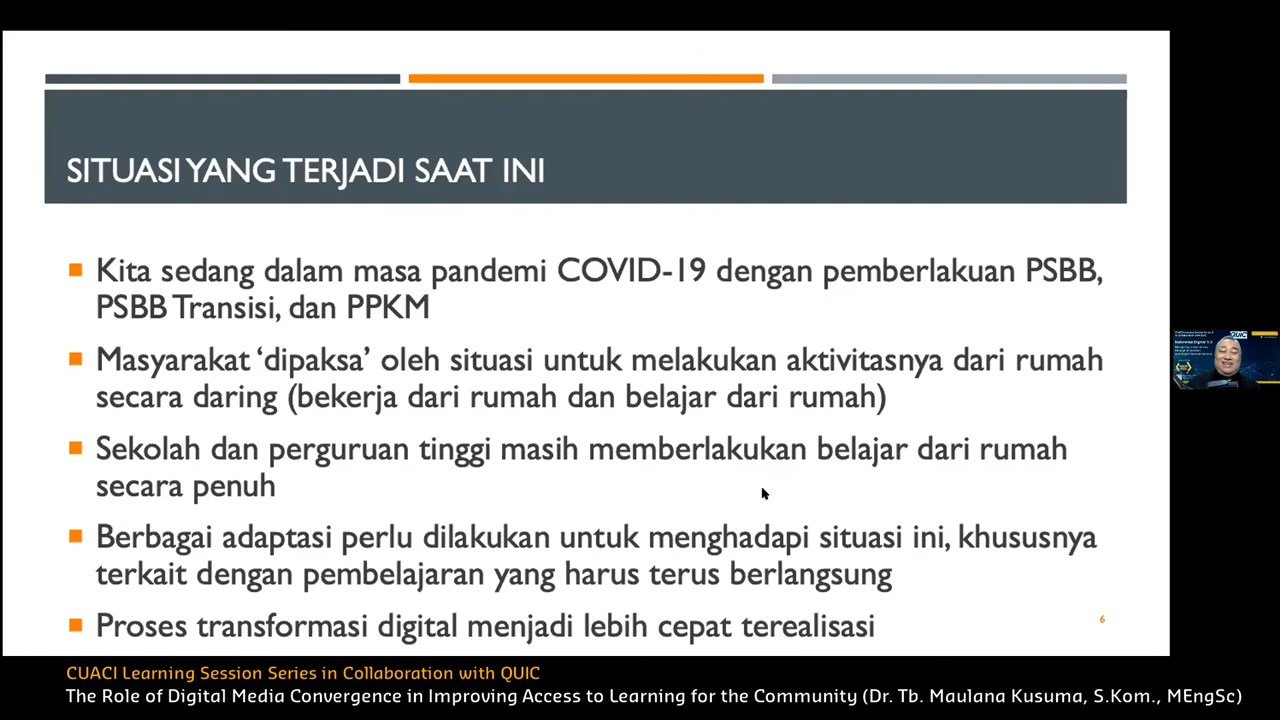 SITUASI YANG TERJADI SAAT INI
Kita sedang dalam masa pandemi COVID-19 dengan pemberlakuan PSBB,
PSBB Transisi, dan PPKM
Masyarakat ‘dipaksa’ oleh situasi untuk melakukan aktivitasnya dari rumah
secara daring (bekerja dari rumah dan belajar dari rumah)
Sekolah dan perguruan tinggi masih memberlakukan belajar dari rumah
secara penuh
Berbagai adaptasi perlu dilakukan untuk menghadapi situasi ini, khususnya
terkait dengan pembelajaran yang harus terus berlangsung
Proses transformasi digital menjadi lebih cepat terealisasi
6
QUIC
CUACI Learning Session Series in Collaboration with QUIC
The Role of Digital Media Convergence in Improving Access to Learning for the Community (Dr. Tb. Maulana Kusuma, S.Kom., MEngSc)